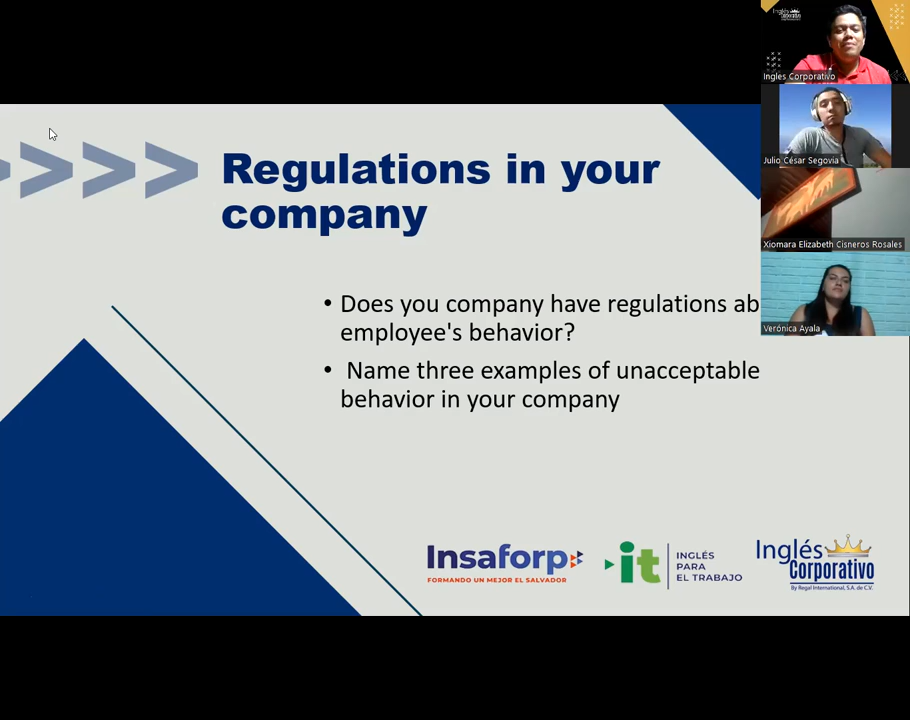 Inglés
Corporativo
Ingles Corporativo
Julio César Segovia
Xiomara Elizabeth Cisneros Rosales
Verónica Ayala
Regulations in your
company
• Does you company have regulations ab
employee's behavior?
• Name three examples of unacceptable
behavior in your company
Insaforp
FORMANDO UN MEJOR EL SALVADOR
it
INGLÉS
PARA
EL TRABAJO
Inglés
Corporativo
By Regal International, S.A. de C.V.